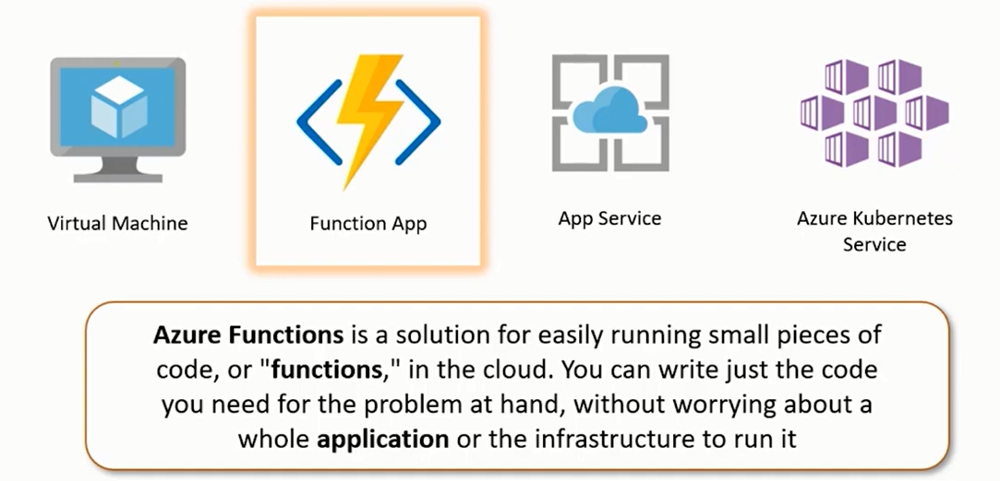 Virtual Machine
Function App
App Service
Azure Kubernetes
Service
Azure Functions is a solution for easily running small pieces of
code, or "functions," in the cloud. You can write just the code
you need for the problem at hand, without worrying about a
whole application or the infrastructure to run it